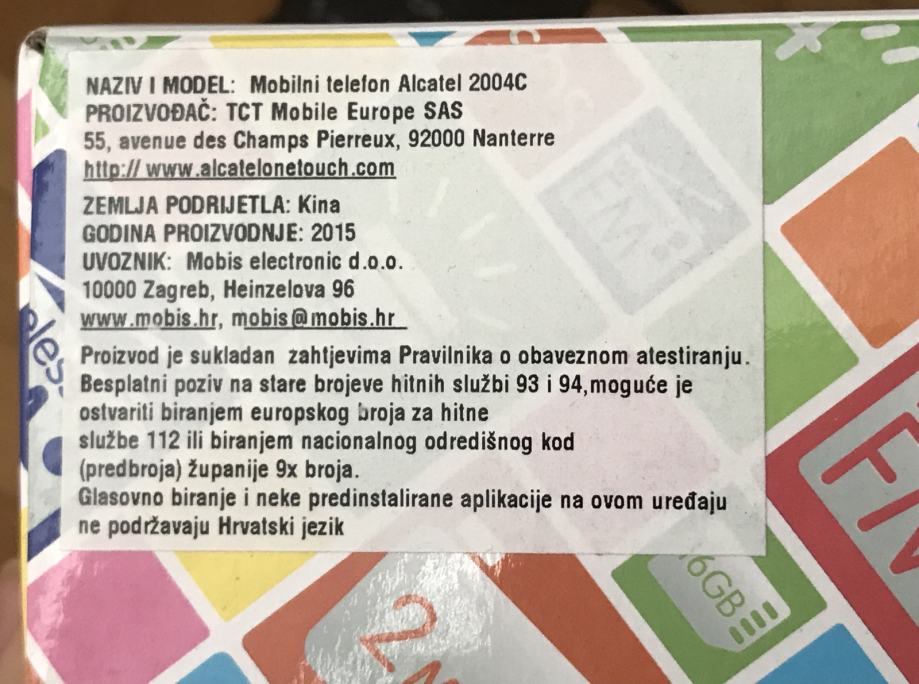 NAZIV I MODEL: Mobilni telefon Alcatel 2004C
PROIZVOĐAČ: TCT Mobile Europe SAS
55, avenue des Champs Pierreux, 92000 Nanterre
http:// www.alcatelonetouch.com
ZEMLJA PODRIJETLA: Kina
GODINA PROIZVODNJE: 2015
UVOZNIK: Mobis electronic d.o.o.
10000 Zagreb, Heinzelova 96
www.mobis.hr, mobis@mobis.hr
Proizvod je sukladan zahtjevima Pravilnika o obaveznom atestiranju.
Besplatni poziv na stare brojeve hitnih službi 93 i 94,moguće je
ostvariti biranjem europskog broja za hitne
službe 112 ili biranjem nacionalnog odredišnog kod
(predbroja) županije 9x broja.
Glasovno biranje i neke predinstalirane aplikacije na ovom uređaju
ne podržavaju Hrvatski jezik
FM
16GB